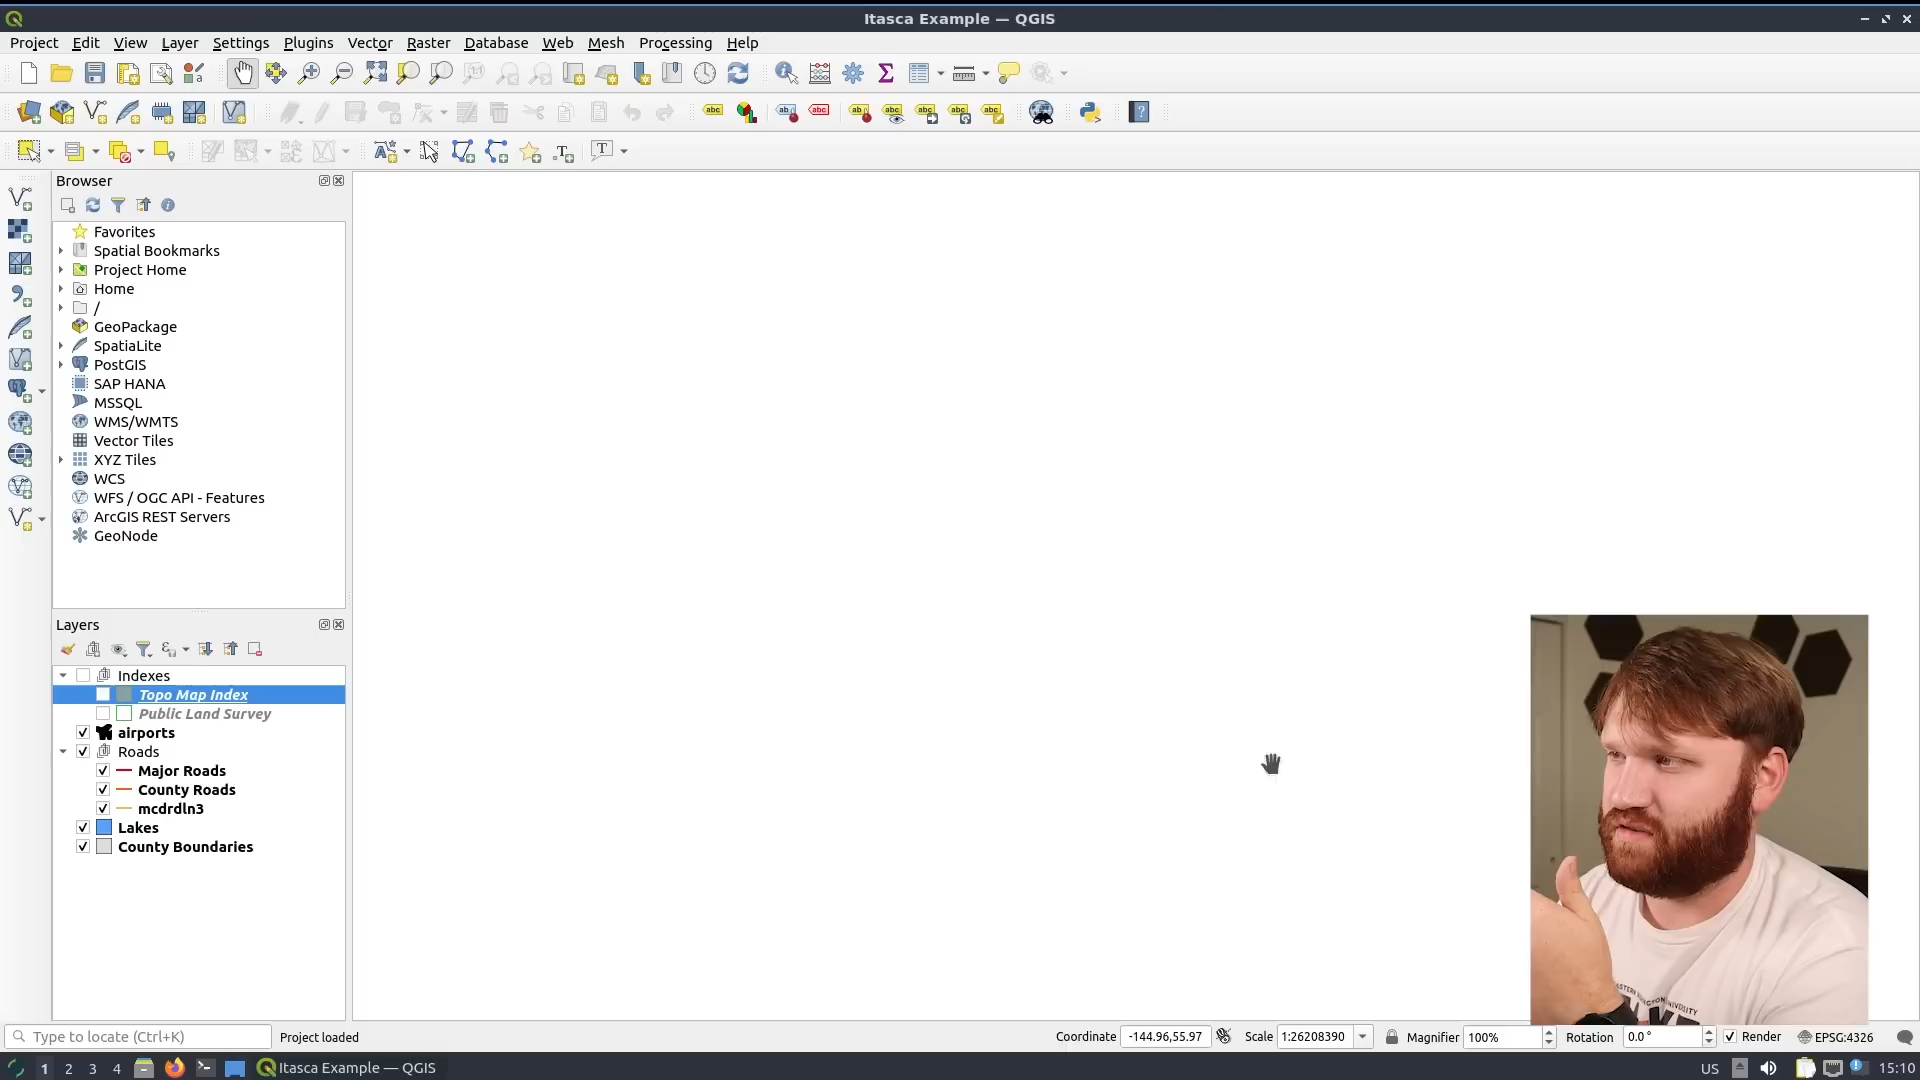 Itasca Example — QGIS
Project Edit View Layer Settings Plugins Vector Raster Database Web Mesh Processing Help
Browser
Favorites
Spatial Bookmarks
Project Home
Home
/
GeoPackage
SpatiaLite
PostGIS
SAP HANA
MSSQL
WMS/WMTS
Vector Tiles
XYZ Tiles
WCS
WFS / OGC API - Features
ArcGIS REST Servers
GeoNode
Layers
Indexes
Topo Map Index
Public Land Survey
airports
Roads
Major Roads
County Roads
mcdrdln3
Lakes
County Boundaries
Type to locate (Ctrl+K) Project loaded Coordinate -144.96,55.97 Scale 1:26208390 Magnifier 100% Rotation 0.0 ° Render EPSG:4326
1 2 3 4 Itasca Example — QGIS US 15:10